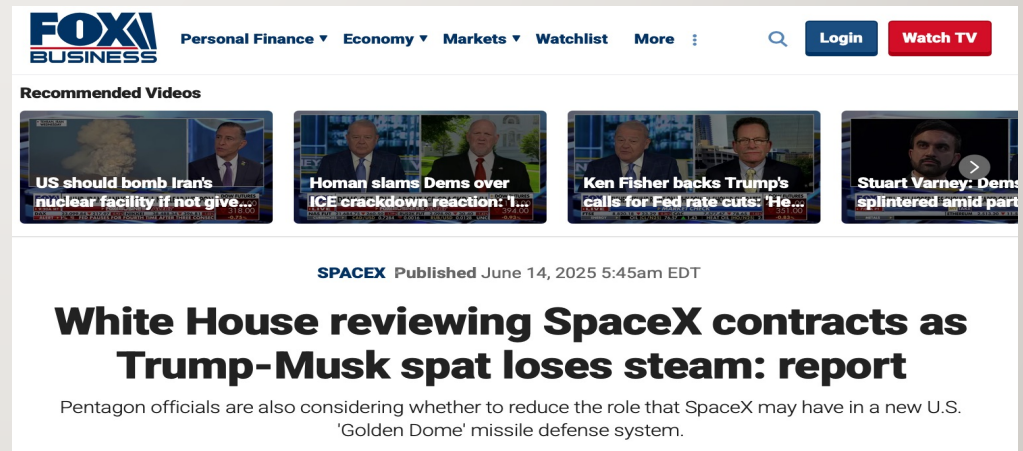 FOX
BUSINESS
Personal Finance Economy Markets Watchlist More
Login
Watch TV
Recommended Videos
US should bomb Iran's
nuclear facility if not give...
Homan slams Dems over
ICE crackdown reaction: 'I...
Ken Fisher backs Trump's
calls for Fed rate cuts: 'He...
Stuart Varney: Dems
splintered amid part
SPACEX Published June 14, 2025 5:45am EDT
White House reviewing SpaceX contracts as
Trump-Musk spat loses steam: report
Pentagon officials are also considering whether to reduce the role that SpaceX may have in a new U.S.
'Golden Dome' missile defense system.